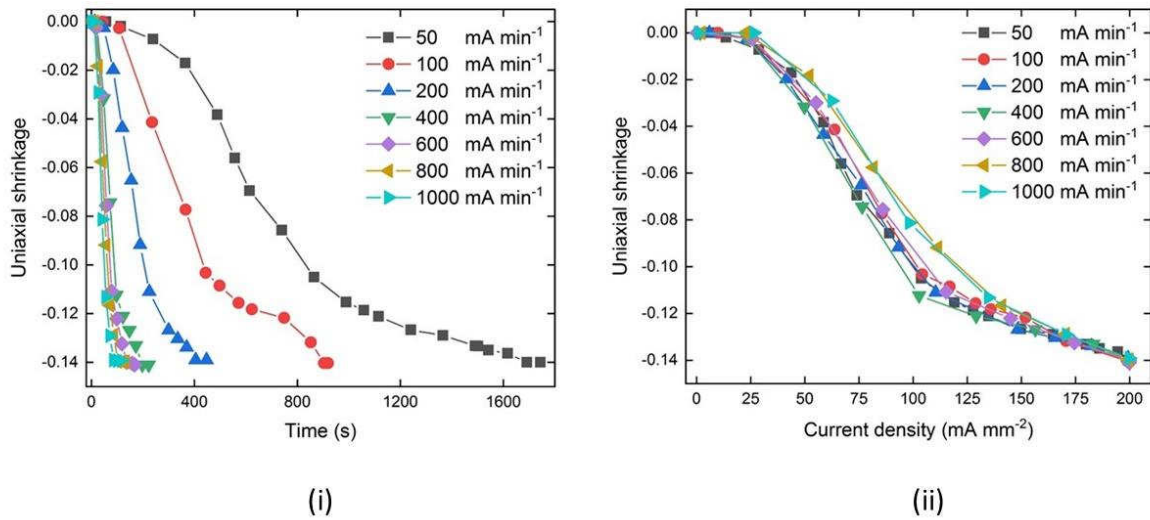 0.00
-0.02
-0.04
-0.06
-0.08
-0.10
-0.12
-0.14
Uniaxial shrinkage
50 mA min⁻¹
100 mA min⁻¹
200 mA min⁻¹
400 mA min⁻¹
600 mA min⁻¹
800 mA min⁻¹
1000 mA min⁻¹
0 400 800 1200 1600
Time (s)
(i)
0.00
-0.02
-0.04
-0.06
-0.08
-0.10
-0.12
-0.14
Uniaxial shrinkage
50 mA min⁻¹
100 mA min⁻¹
200 mA min⁻¹
400 mA min⁻¹
600 mA min⁻¹
800 mA min⁻¹
1000 mA min⁻¹
0 25 50 75 100 125 150 175 200
Current density (mA mm⁻²)
(ii)